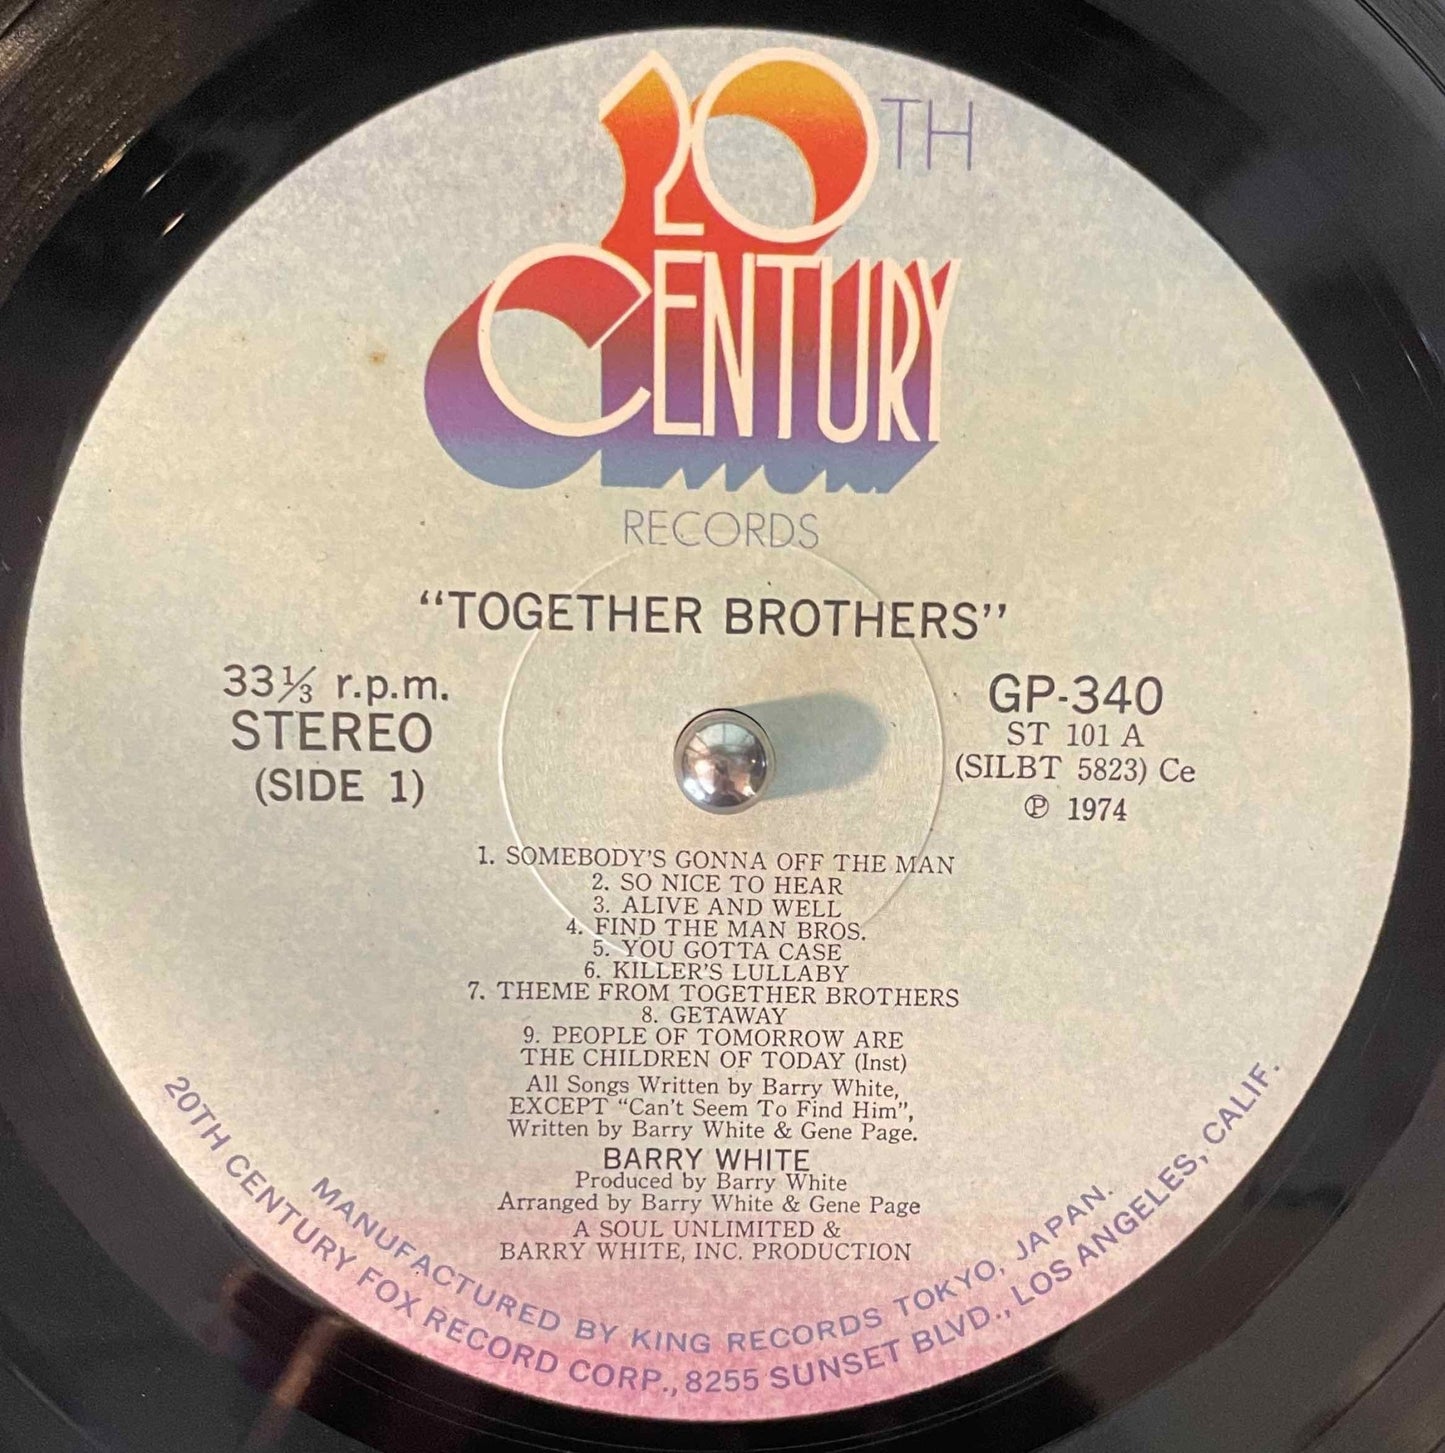 20TH
CENTURY
RECORDS
"TOGETHER BROTHERS"
33⅓ r.p.m.
STEREO
(SIDE 1)
GP-340
ST 101 A
(SILBT 5823) Ce
℗ 1974
1. SOMEBODY'S GONNA OFF THE MAN
2. SO NICE TO HEAR
3. ALIVE AND WELL
4. FIND THE MAN BROS.
5. YOU GOTTA CASE
6. KILLER'S LULLABY
7. THEME FROM TOGETHER BROTHERS
8. GETAWAY
9. PEOPLE OF TOMORROW ARE
THE CHILDREN OF TODAY (Inst)
All Songs Written by Barry White,
EXCEPT "Can't Seem To Find Him",
Written by Barry White & Gene Page.
BARRY WHITE
Produced by Barry White
Arranged by Barry White & Gene Page
A SOUL UNLIMITED &
BARRY WHITE, INC. PRODUCTION
MANUFACTURED BY KING RECORDS TOKYO, JAPAN.
20TH CENTURY FOX RECORD CORP., 8255 SUNSET BLVD., LOS ANGELES, CALIF.